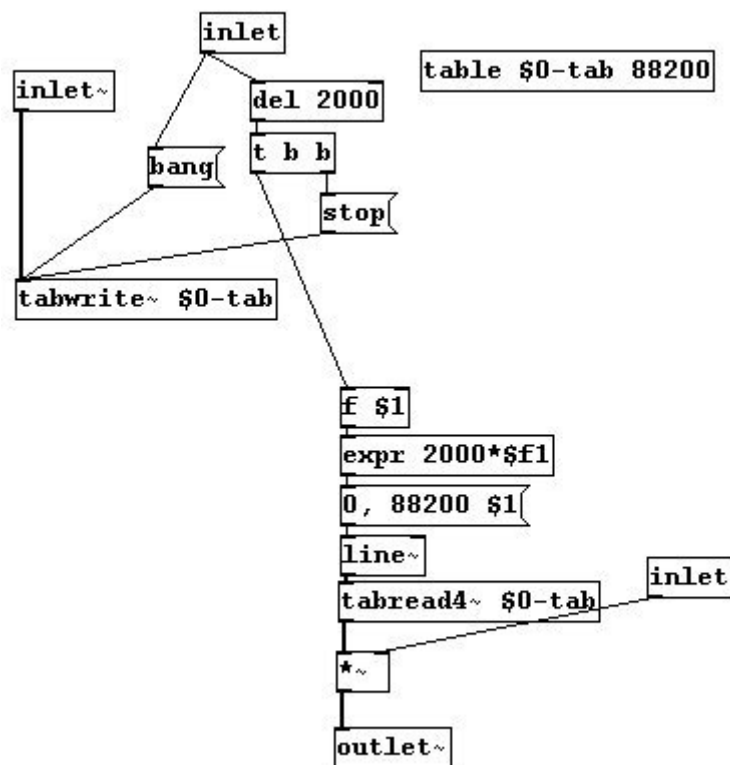 inlet
table $0-tab 88200
inlet~
del 2000
t b b
bang
stop
tabwrite~ $0-tab
f $1
expr 2000*$f1
0, 88200 $1
line~
inlet
tabread4~ $0-tab
*~
outlet~